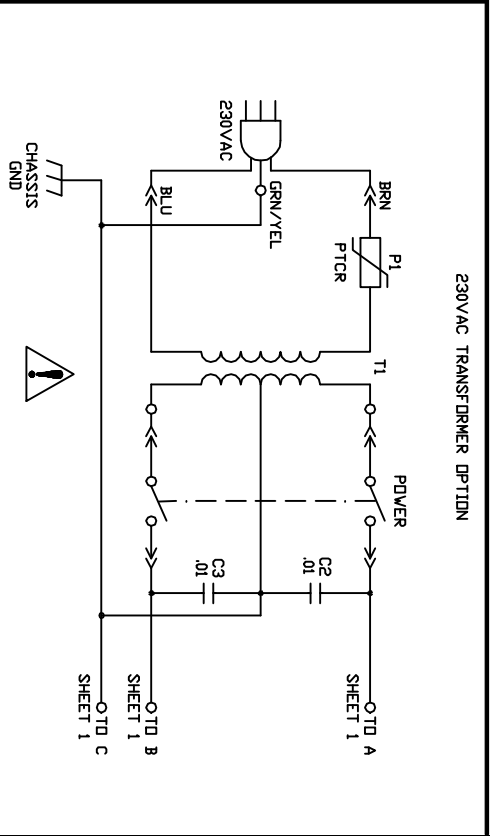 230VAC TRANSFORMER OPTION
BRN
P1
PTCR
T1
POWER
C2
.01
TO A
SHEET 1
230VAC
GRN/YEL
BLU
C3
.01
TO B
SHEET 1
CHASSIS
GND
!
TO C
SHEET 1